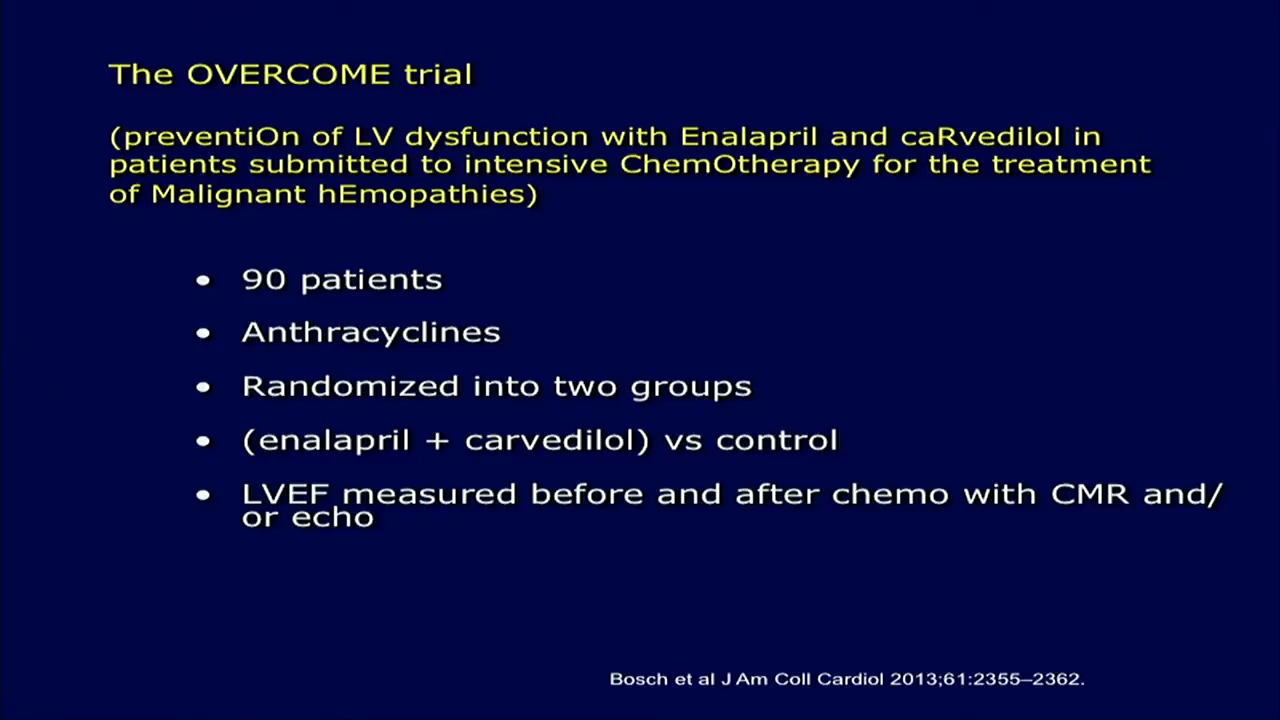 The OVERCOME trial
(preventiOn of LV dysfunction with Enalapril and caRvedilol in
patients submitted to intensive ChemOtherapy for the treatment
of Malignant hEmopathies)
• 90 patients
• Anthracyclines
• Randomized into two groups
• (enalapril + carvedilol) vs control
• LVEF measured before and after chemo with CMR and/
or echo
Bosch et al J Am Coll Cardiol 2013;61:2355–2362.